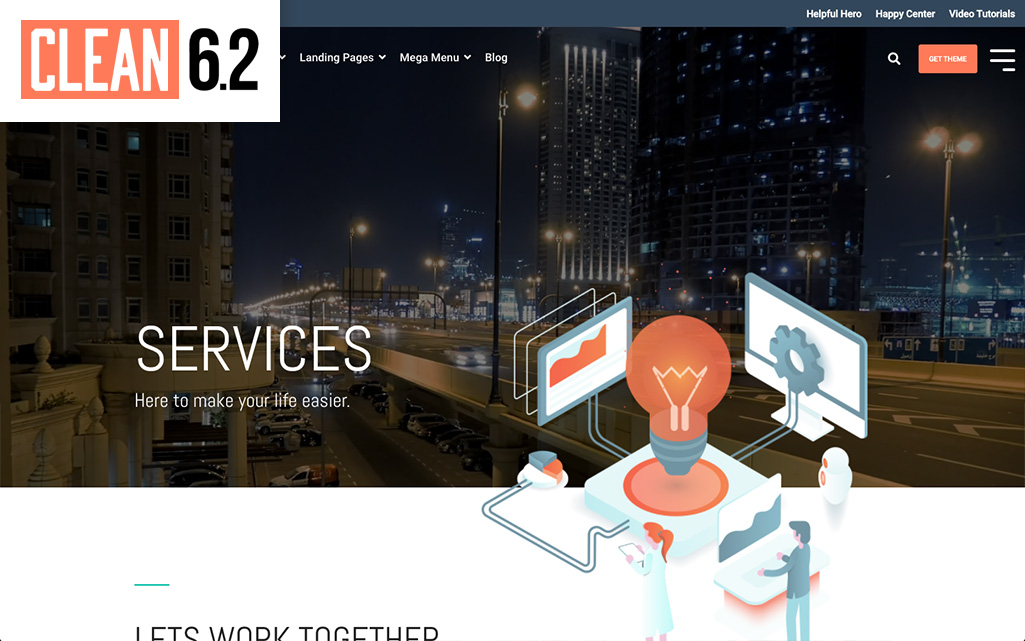 Helpful Hero Happy Center Video Tutorials
CLEAN 6.2
Landing Pages Mega Menu Blog
GET THEME
SERVICES
Here to make your life easier.
LETS WORK TOGETHER